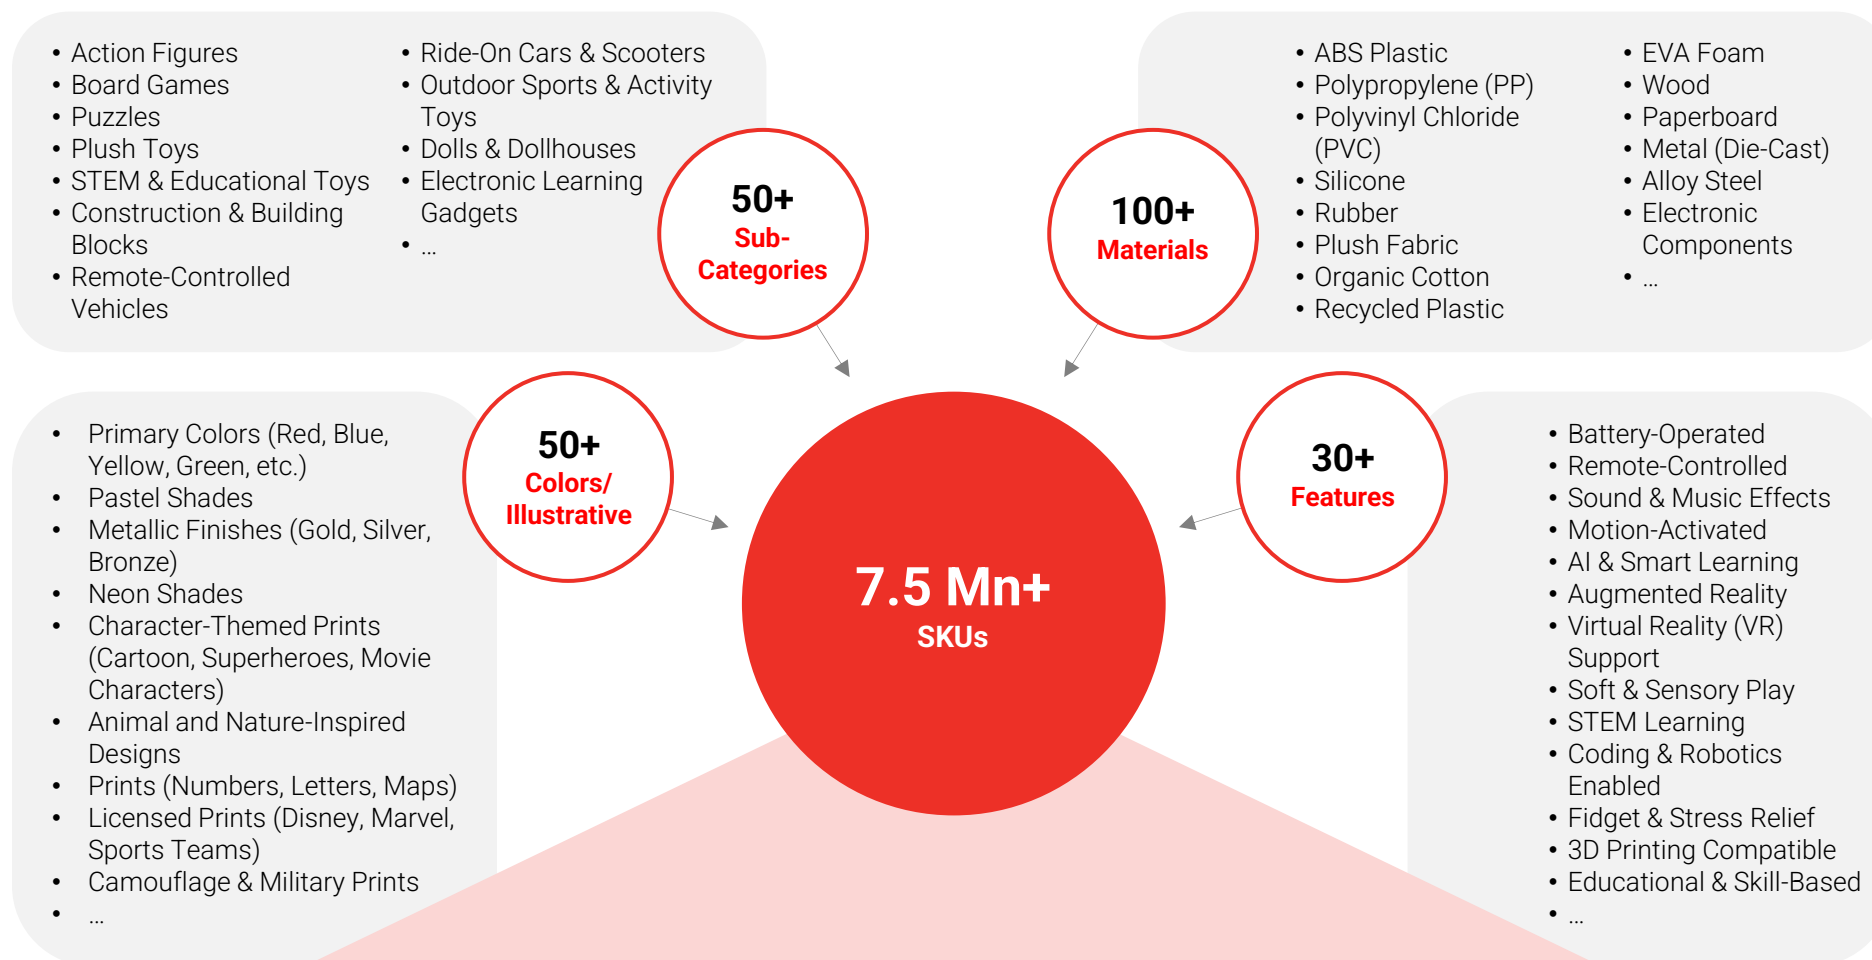 • Action Figures
• Board Games
• Puzzles
• Plush Toys
• STEM & Educational Toys
• Construction & Building
Blocks
• Remote-Controlled
Vehicles
• Ride-On Cars & Scooters
• Outdoor Sports & Activity
Toys
• Dolls & Dollhouses
• Electronic Learning
Gadgets
• ...
50+
Sub-
Categories
100+
Materials
• ABS Plastic
• Polypropylene (PP)
• Polyvinyl Chloride
(PVC)
• Silicone
• Rubber
• Plush Fabric
• Organic Cotton
• Recycled Plastic
• EVA Foam
• Wood
• Paperboard
• Metal (Die-Cast)
• Alloy Steel
• Electronic
Components
• ...
• Primary Colors (Red, Blue,
Yellow, Green, etc.)
• Pastel Shades
• Metallic Finishes (Gold, Silver,
Bronze)
• Neon Shades
• Character-Themed Prints
(Cartoon, Superheroes, Movie
Characters)
• Animal and Nature-Inspired
Designs
• Prints (Numbers, Letters, Maps)
• Licensed Prints (Disney, Marvel,
Sports Teams)
• Camouflage & Military Prints
• ...
50+
Colors/
Illustrative
7.5 Mn+
SKUs
30+
Features
• Battery-Operated
• Remote-Controlled
• Sound & Music Effects
• Motion-Activated
• AI & Smart Learning
• Augmented Reality
• Virtual Reality (VR)
Support
• Soft & Sensory Play
• STEM Learning
• Coding & Robotics
Enabled
• Fidget & Stress Relief
• 3D Printing Compatible
• Educational & Skill-Based
• ...